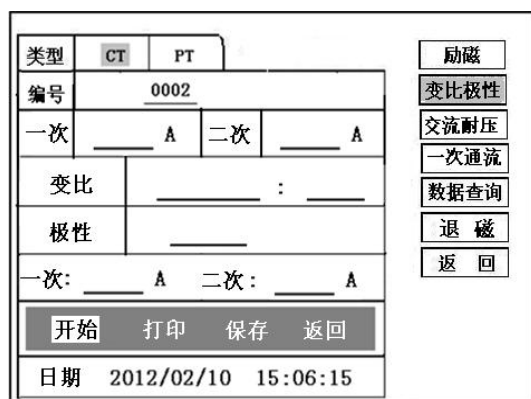 类型 CT PT
编号 0002
一次 A 二次 A
变比 :
极性
一次: A 二次: A
开始 打印 保存 返回
日期 2012/02/10 15:06:15
励磁
变比极性
交流耐压
一次通流
数据查询
退 磁
返 回